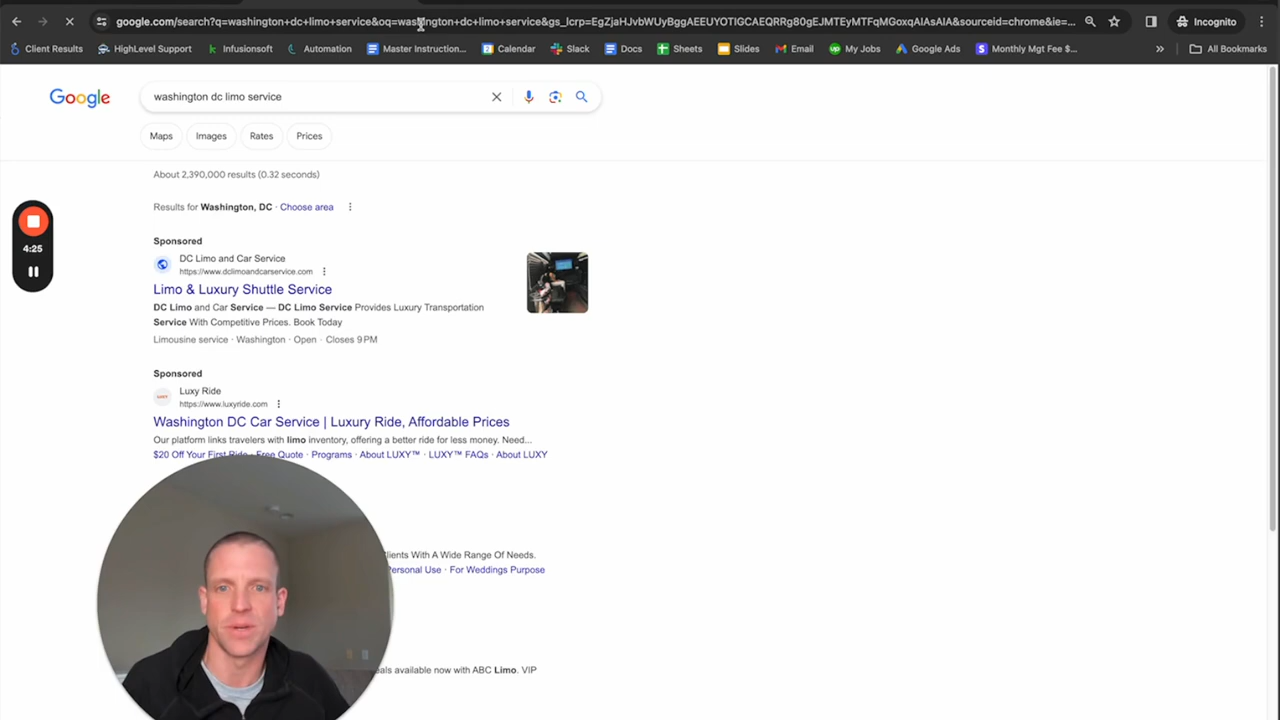 google.com/search?q=washington+dc+limo+service&oq=washington+dc+limo+service&gs_lcrp=EgZjaHJvbWUyBggAEEUYOTIGCAEQRRg80gEJMTEyMTFqMGoxqAIAsAIA&sourceid=chrome&ie=...
Incognito
Client Results
HighLevel Support
Infusionsoft
Automation
Master Instruction...
Calendar
Slack
Docs
Sheets
Slides
Email
My Jobs
Google Ads
Monthly Mgt Fee $...
»
All Bookmarks
Google
washington dc limo service
Maps
Images
Rates
Prices
About 2,390,000 results (0.32 seconds)
Results for Washington, DC · Choose area
Sponsored
DC Limo and Car Service
https://www.dclimoandcarservice.com
Limo & Luxury Shuttle Service
DC Limo and Car Service — DC Limo Service Provides Luxury Transportation
Service With Competitive Prices. Book Today
Limousine service · Washington · Open · Closes 9 PM
4:25
Sponsored
Luxy Ride
https://www.luxyride.com
Washington DC Car Service | Luxury Ride, Affordable Prices
Our platform links travelers with limo inventory, offering a better ride for less money. Need...
$20 Off Your First Ride · Free Quote · Programs · About LUXY™ · LUXY™ FAQs · About LUXY
With A Wide Range Of Needs.
Personal Use · For Weddings Purpose
available now with ABC Limo. VIP